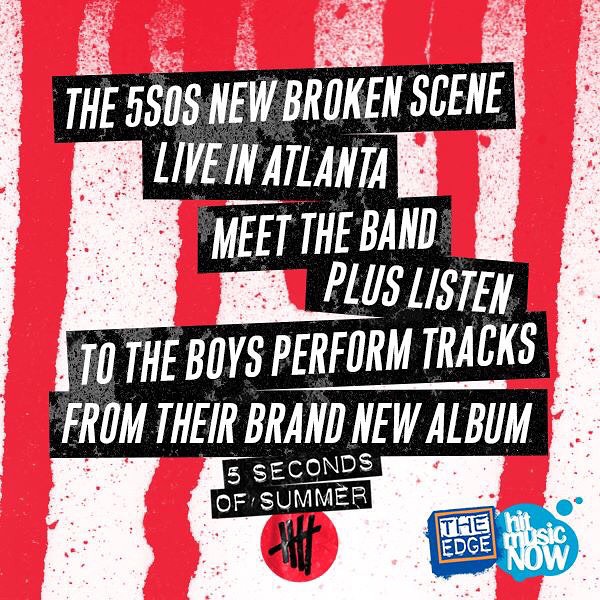 THE 5SOS NEW BROKEN SCENE
LIVE IN ATLANTA
MEET THE BAND
PLUS LISTEN
TO THE BOYS PERFORM TRACKS
FROM THEIR BRAND NEW ALBUM
5 SECONDS
OF SUMMER
THE
EDGE
hit
music
NOW